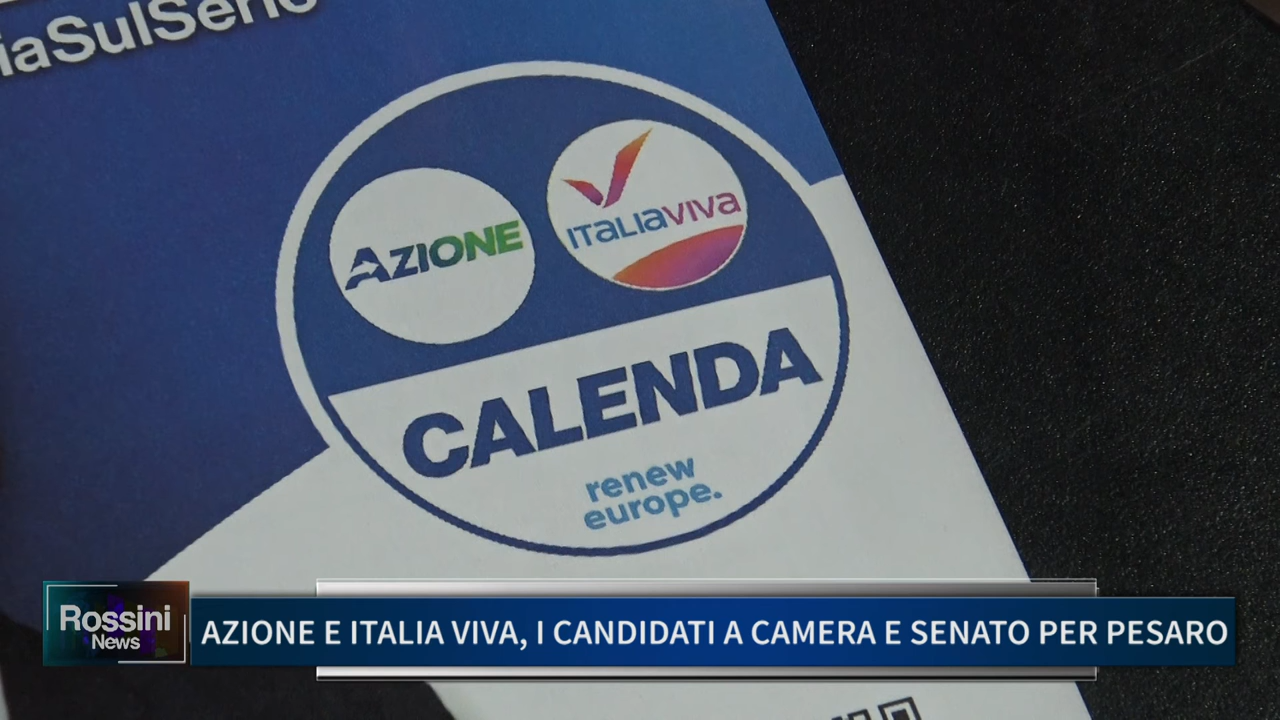 iaSulSerio
AZIONE
ITALIAVIVA
CALENDA
renew
europe.
Rossini
News
AZIONE E ITALIA VIVA, I CANDIDATI A CAMERA E SENATO PER PESARO